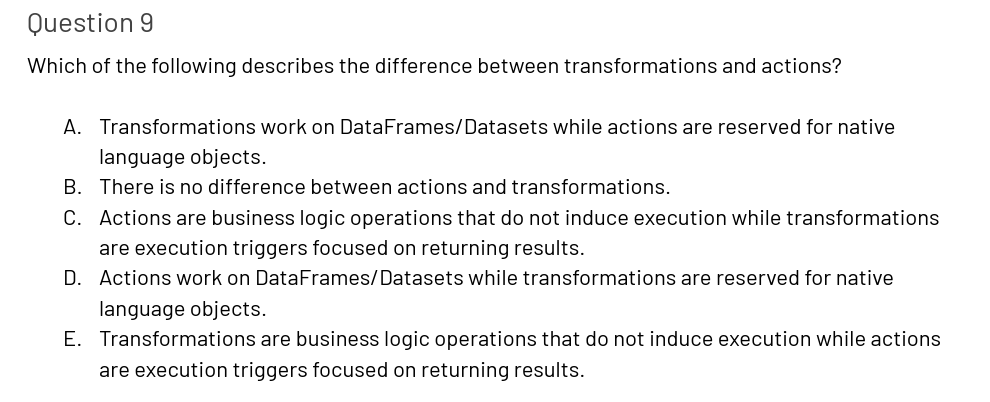 Question 9
Which of the following describes the difference between transformations and actions?
A. Transformations work on DataFrames/Datasets while actions are reserved for native
language objects.
B. There is no difference between actions and transformations.
C. Actions are business logic operations that do not induce execution while transformations
are execution triggers focused on returning results.
D. Actions work on DataFrames/Datasets while transformations are reserved for native
language objects.
E. Transformations are business logic operations that do not induce execution while actions
are execution triggers focused on returning results.